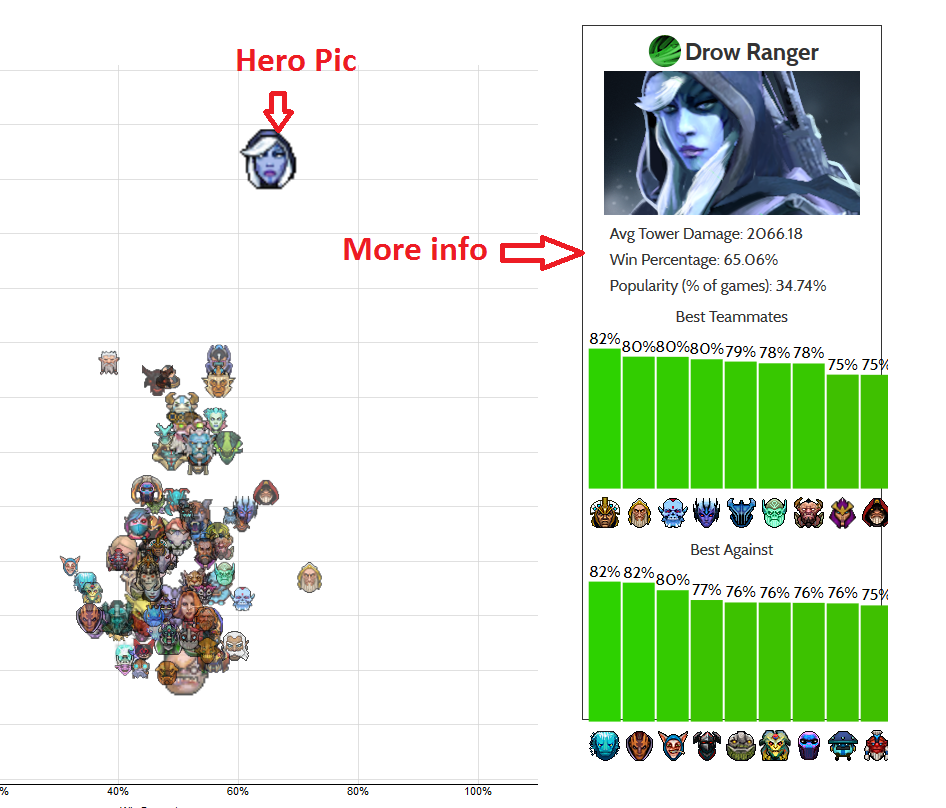 Hero Pic
Drow Ranger
More info
Avg Tower Damage: 2066.18
Win Percentage: 65.06%
Popularity (% of games): 34.74%
Best Teammates
82% 80% 80% 80% 79% 78% 78% 75% 75%
Best Against
82% 82% 80% 77% 76% 76% 76% 76% 75%
% 40% 60% 80% 100%